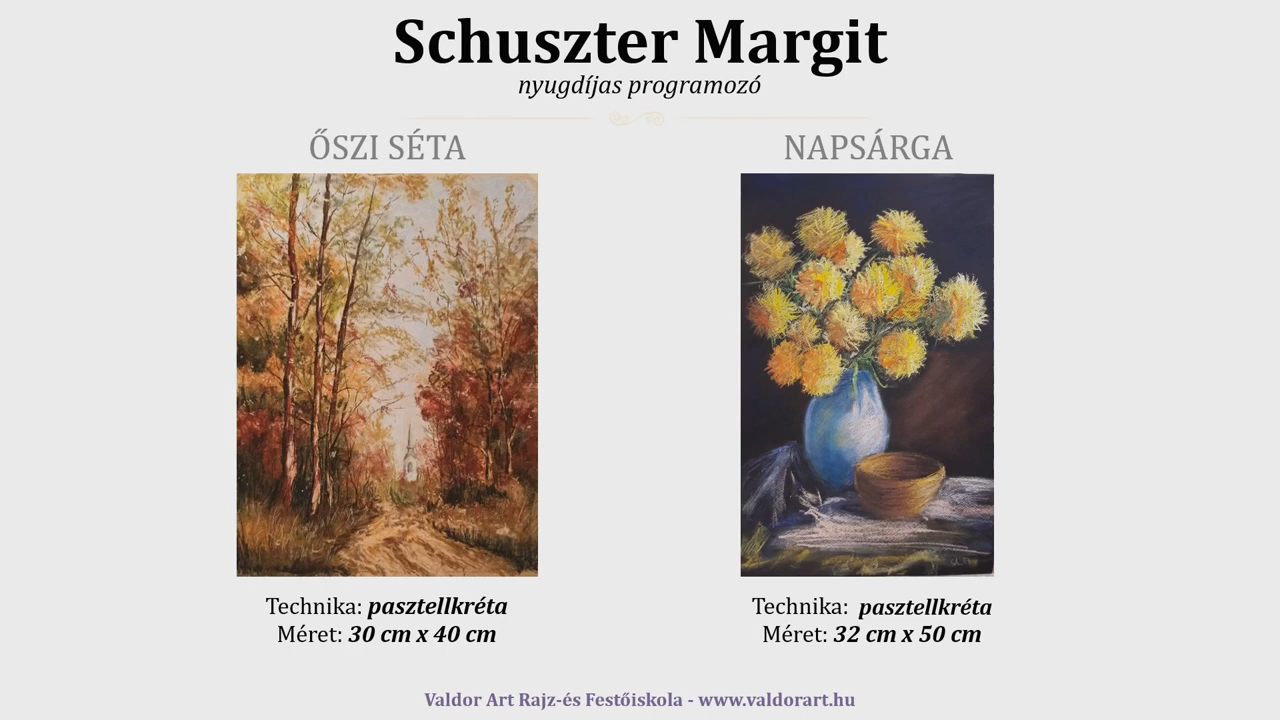 Schuszter Margit
nyugdíjas programozó
ŐSZI SÉTA
NAPSÁRGA
Technika: pasztellkréta
Méret: 30 cm x 40 cm
Technika: pasztellkréta
Méret: 32 cm x 50 cm
Valdor Art Rajz-és Festőiskola - www.valdorart.hu